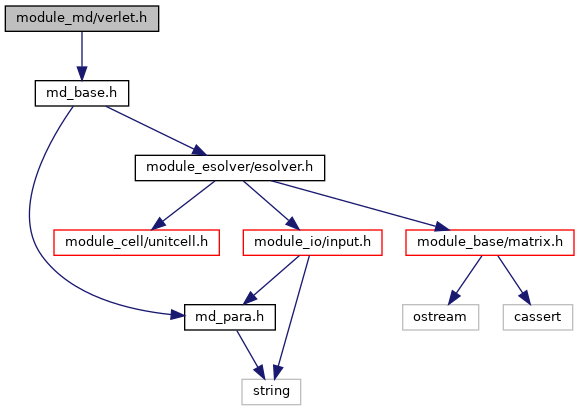 module_md/verlet.h
md_base.h
module_esolver/esolver.h
module_cell/unitcell.h
module_io/input.h
module_base/matrix.h
md_para.h
ostream
cassert
string